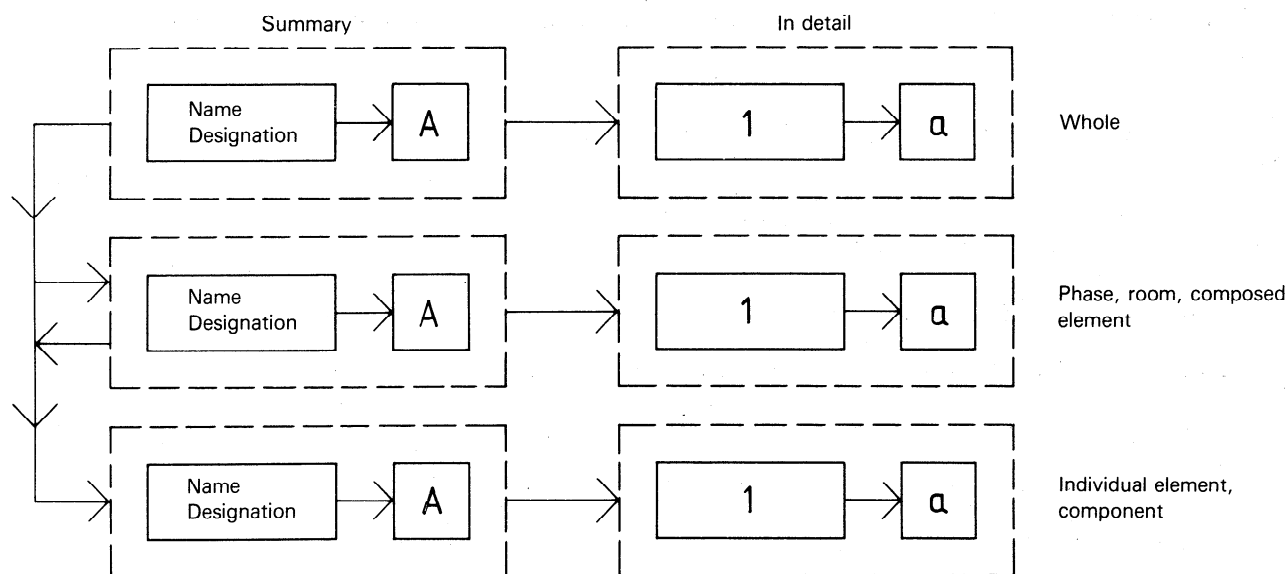 Summary
In detail
Name
Designation
A
1
a
Whole
Name
Designation
A
1
a
Phase, room, composed
element
Name
Designation
A
1
a
Individual element,
component